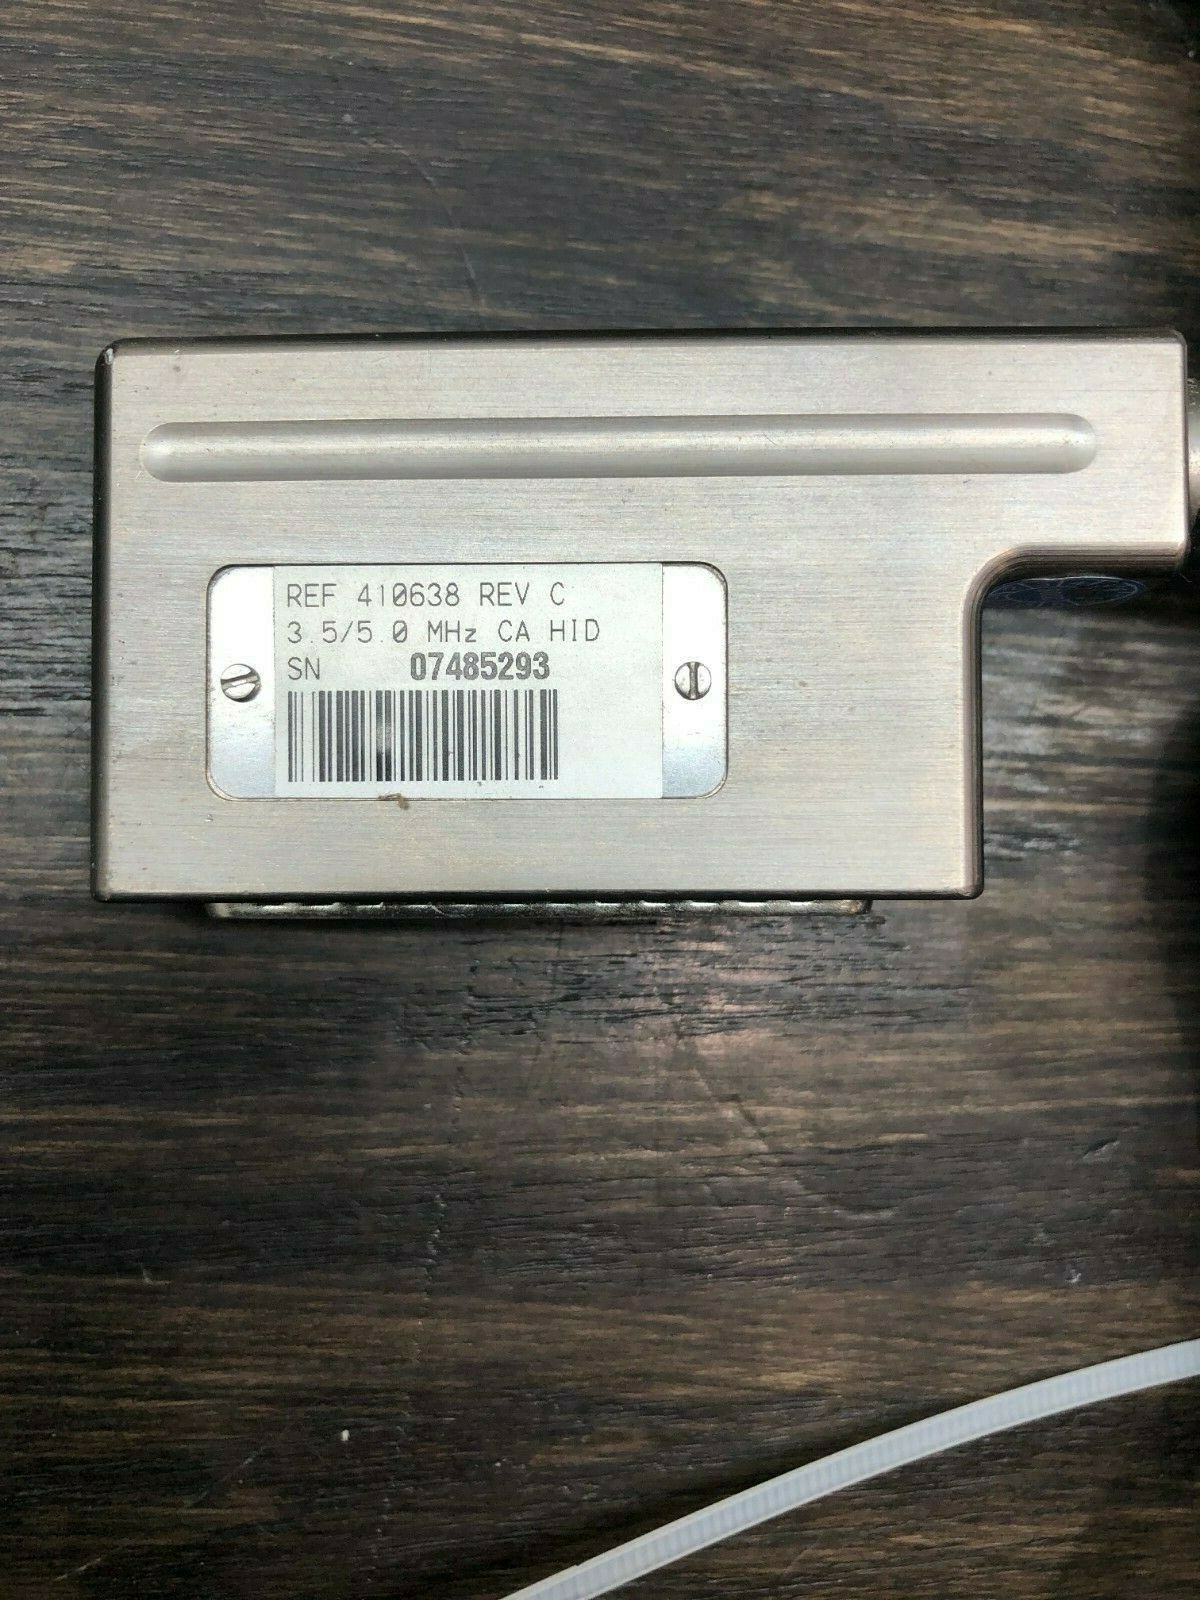 REF 410638 REV C
3.5/5.0 MHz CA HID
SN 07485293